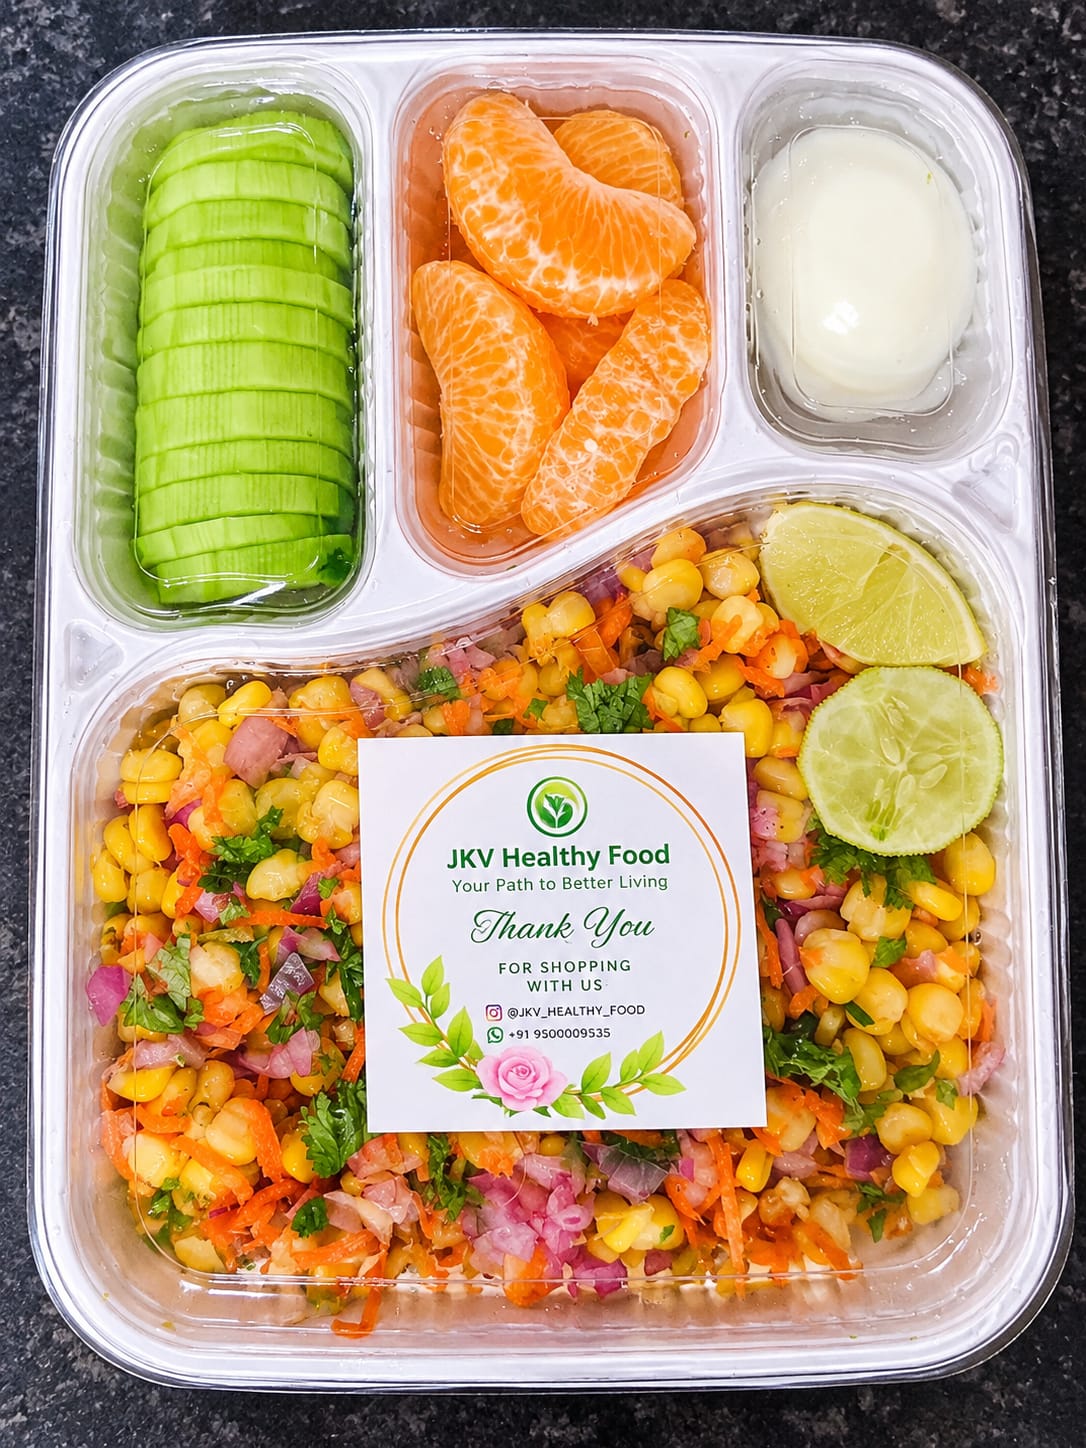 JKV Healthy Food
Your Path to Better Living
Thank You
FOR SHOPPING
WITH US
@JKV_HEALTHY_FOOD
+91 9500009535